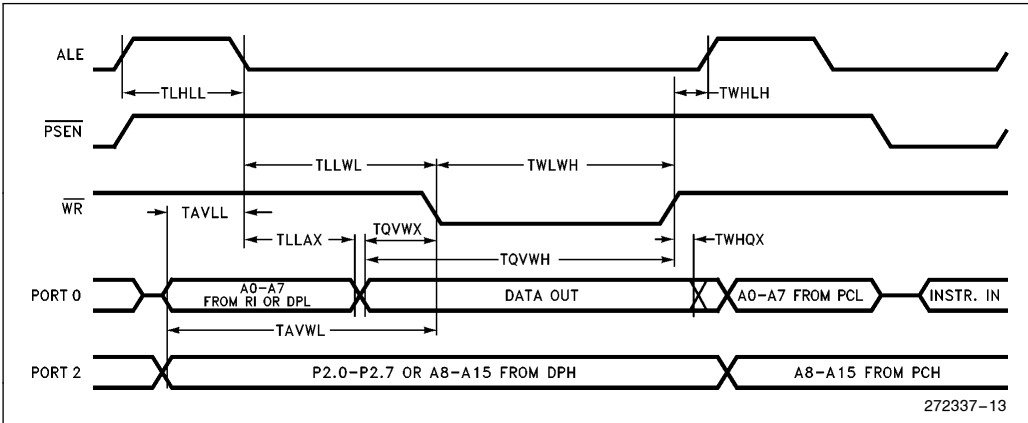 ALE
TLHLL
TWHLH
PSEN
TLLWL
TWLWH
WR
TAVLL
TQVWX
TLLAX
TWHQX
TQVWH
PORT 0
A0-A7
FROM RI OR DPL
DATA OUT
A0-A7 FROM PCL
INSTR. IN
TAVWL
PORT 2
P2.0-P2.7 OR A8-A15 FROM DPH
A8-A15 FROM PCH
272337-13